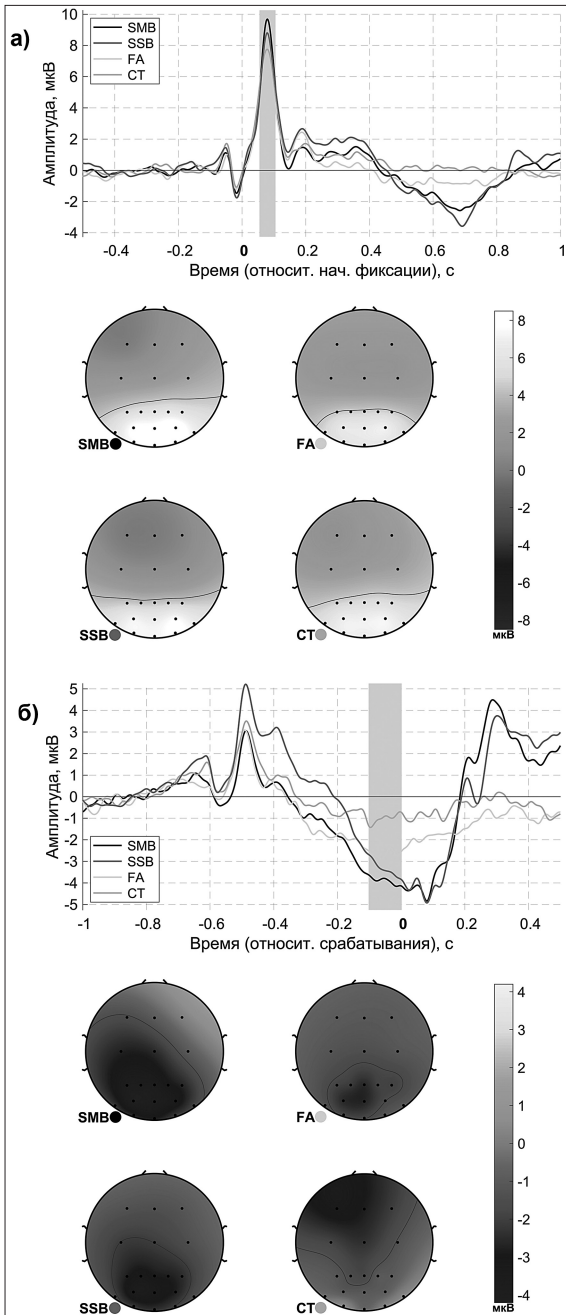 а)
Амплитуда, мкВ
10
8
6
4
2
0
-2
-4
SMB
SSB
FA
CT
-0.4 -0.2 0 0.2 0.4 0.6 0.8 1
Время (относит. нач. фиксации), с
SMB FA
SSB CT
8
6
4
2
0
-2
-4
-6
-8
мкВ
б)
Амплитуда, мкВ
5
4
3
2
1
0
-1
-2
-3
-4
-5
SMB
SSB
FA
CT
-1 -0.8 -0.6 -0.4 -0.2 0 0.2 0.4
Время (относит. срабатывания), с
SMB FA
SSB CT
4
3
2
1
0
-1
-2
-3
-4
мкВ